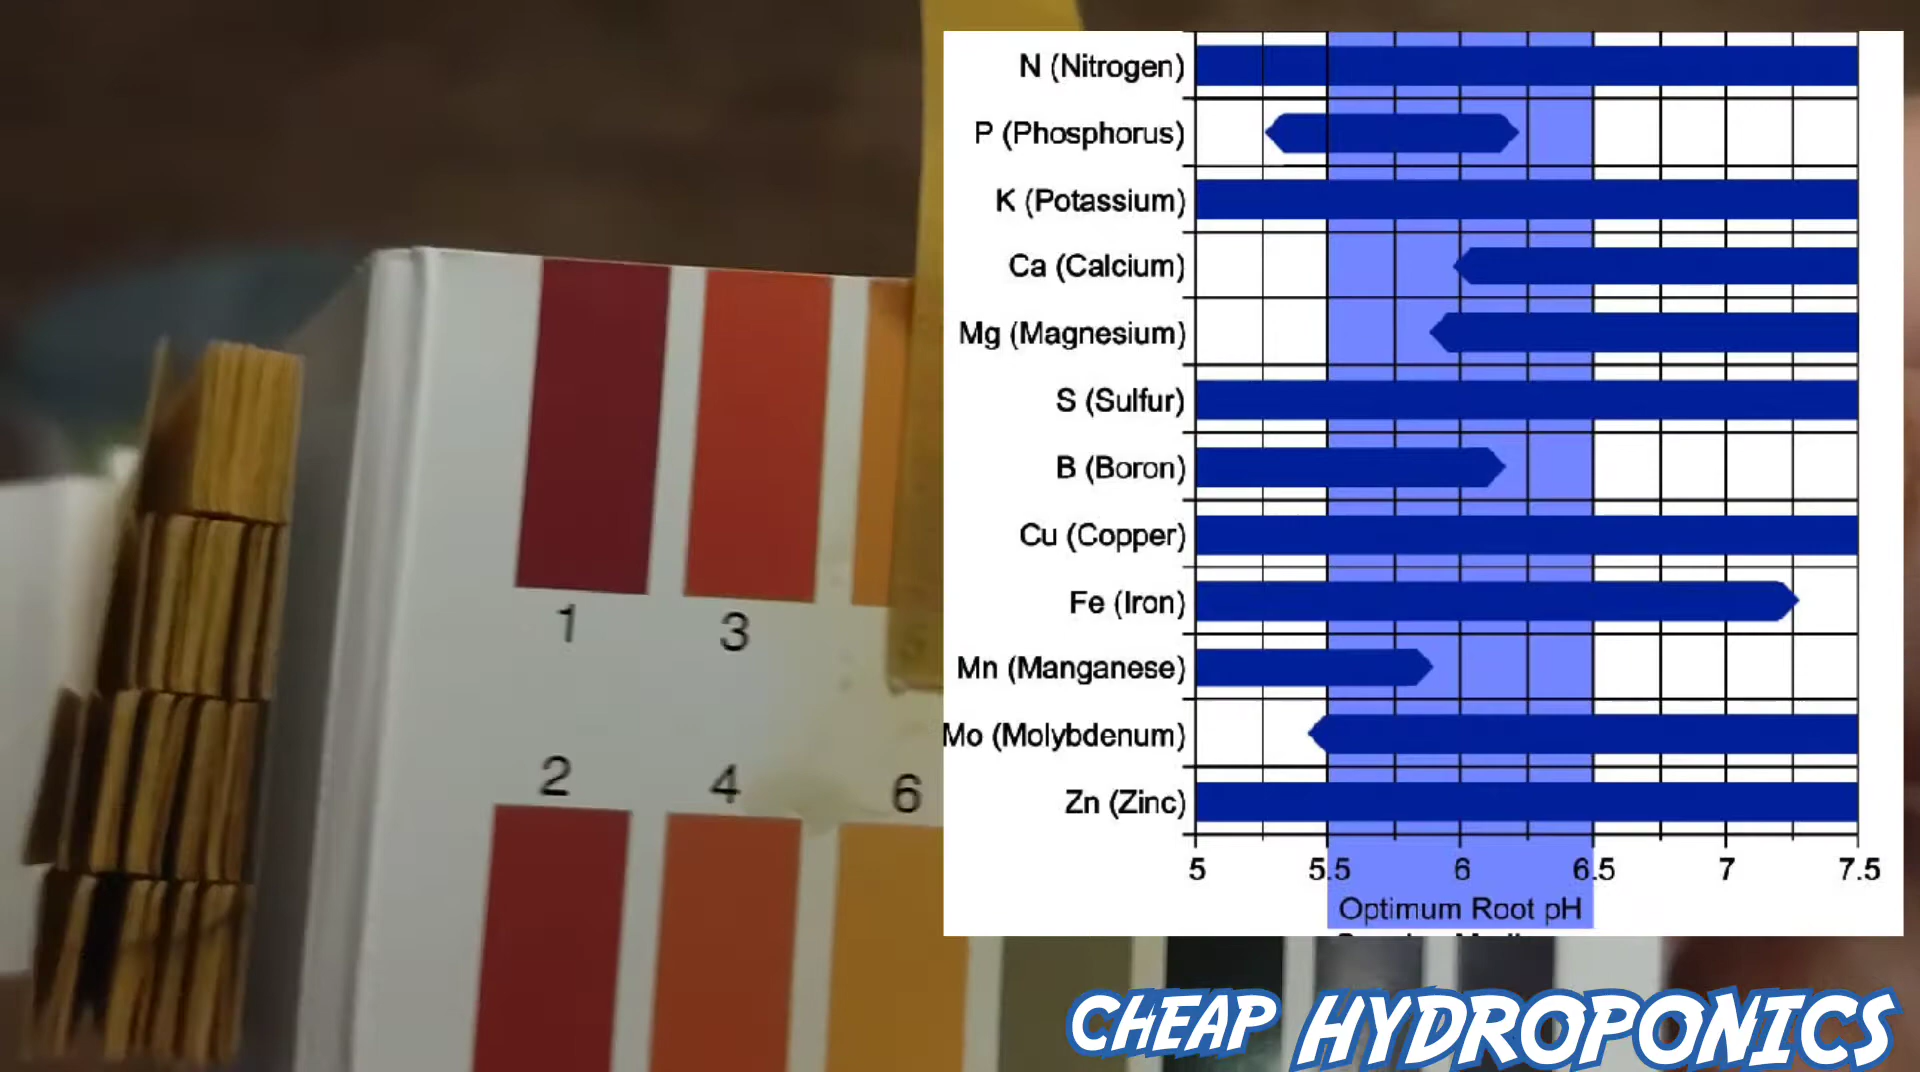 N (Nitrogen)
P (Phosphorus)
K (Potassium)
Ca (Calcium)
Mg (Magnesium)
S (Sulfur)
B (Boron)
Cu (Copper)
Fe (Iron)
Mn (Manganese)
Mo (Molybdenum)
Zn (Zinc)
5 5.5 6 6.5 7 7.5
Optimum Root pH
1 3
2 4 6
CHEAP HYDROPONICS